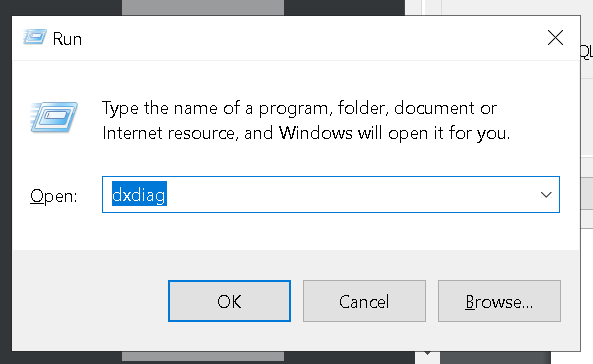 Run
Type the name of a program, folder, document or
Internet resource, and Windows will open it for you.
Open: dxdiag
OK Cancel Browse...